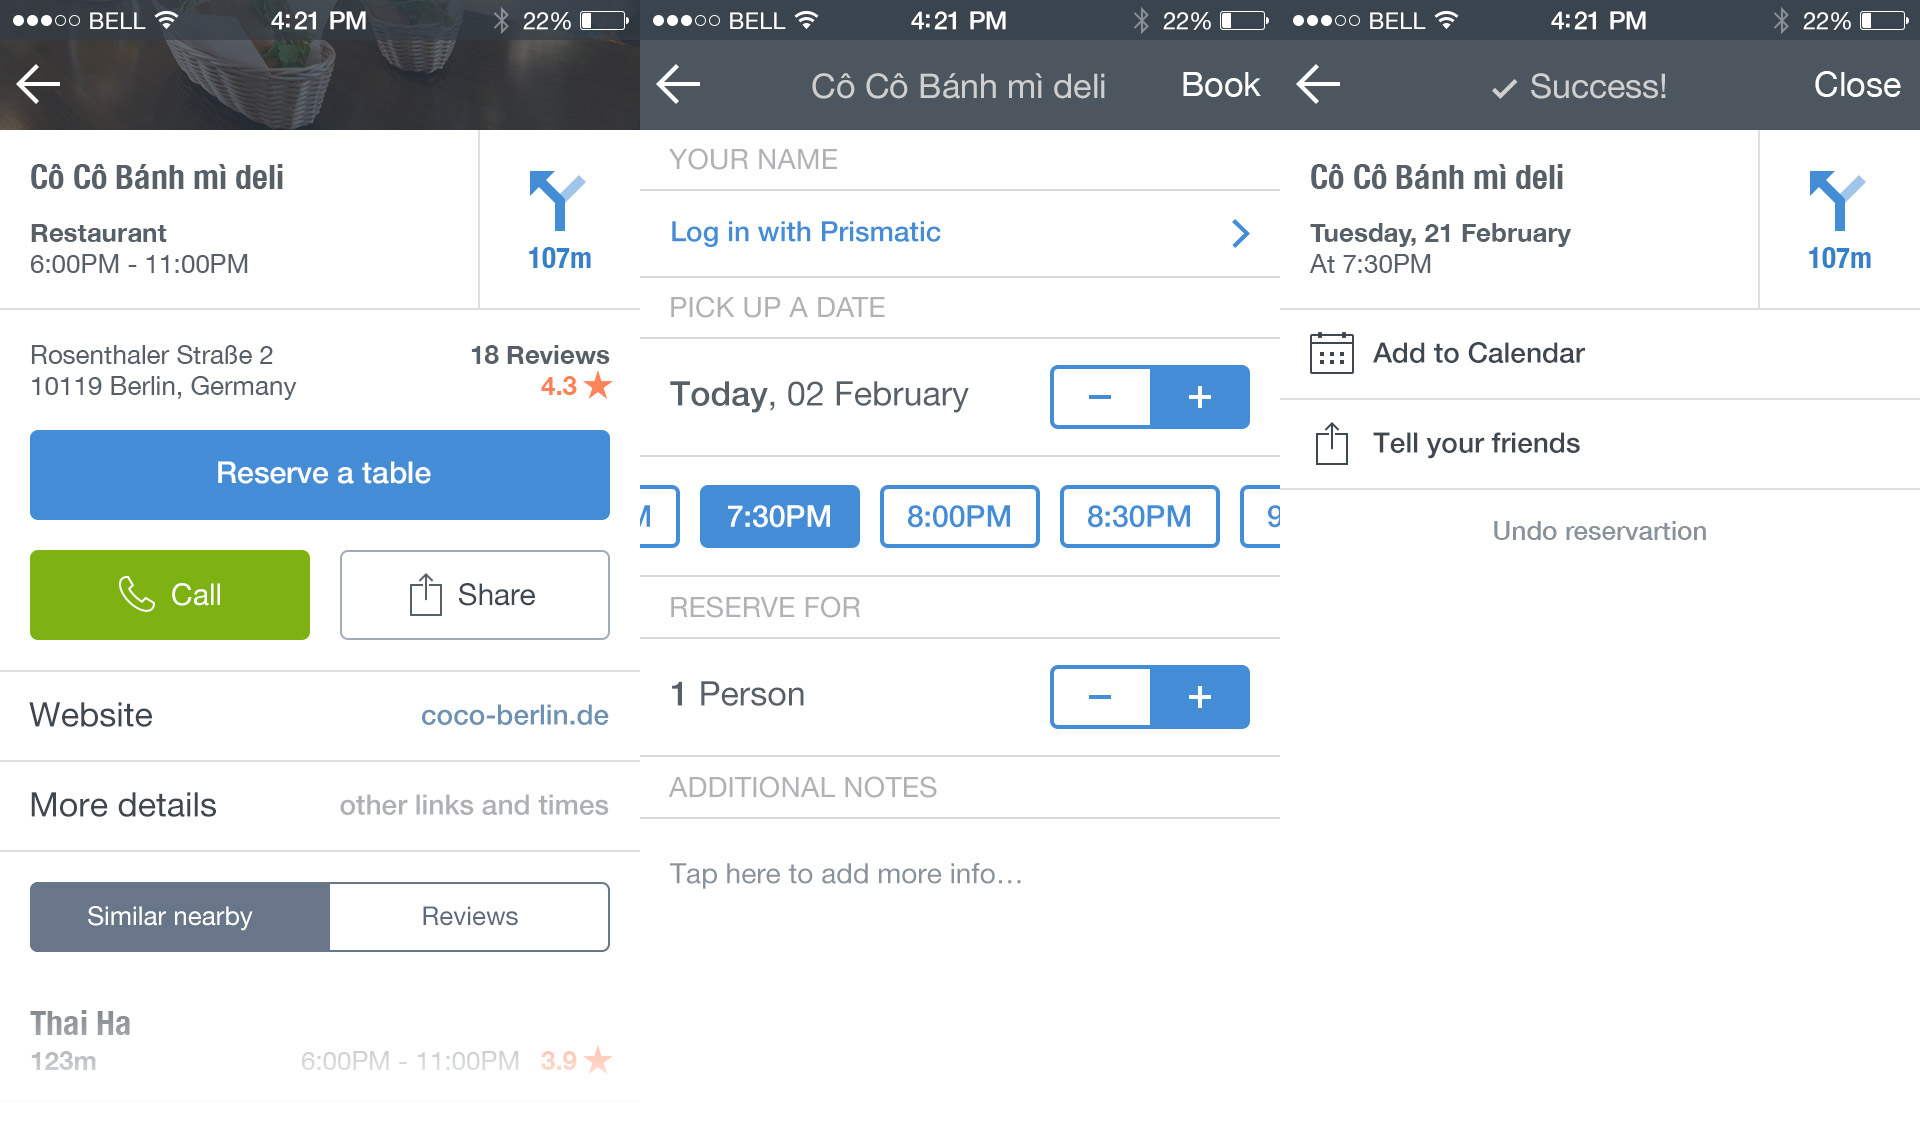 BELL 4:21 PM 22%
Cô Cô Bánh mì deli
Restaurant
6:00PM - 11:00PM
107m
Rosenthaler Straße 2
10119 Berlin, Germany
18 Reviews
4.3
Reserve a table
Call
Share
Website coco-berlin.de
More details other links and times
Similar nearby Reviews
Thai Ha
123m 6:00PM - 11:00PM 3.9
BELL 4:21 PM 22%
Cô Cô Bánh mì deli Book
YOUR NAME
Log in with Prismatic
PICK UP A DATE
Today, 02 February − +
M 7:30PM 8:00PM 8:30PM 9
RESERVE FOR
1 Person − +
ADDITIONAL NOTES
Tap here to add more info...
BELL 4:21 PM 22%
Success! Close
Cô Cô Bánh mì deli
Tuesday, 21 February
At 7:30PM
107m
Add to Calendar
Tell your friends
Undo reservartion